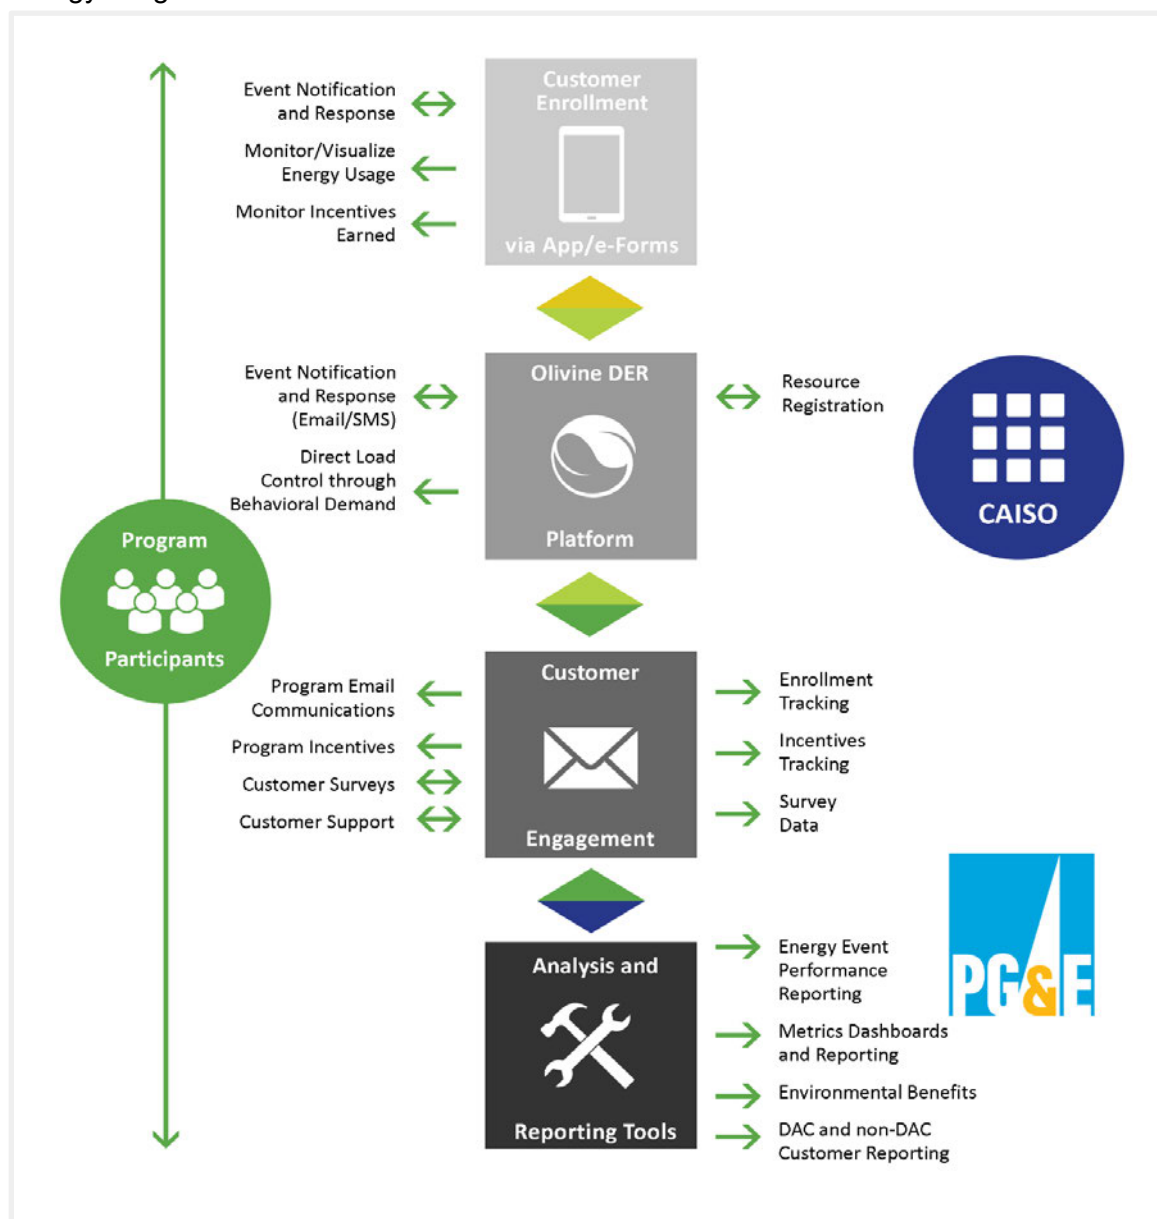 Event Notification
and Response
Monitor/Visualize
Energy Usage
Monitor Incentives
Earned
Customer
Enrollment
via App/e-Forms
Event Notification
and Response
(Email/SMS)
Direct Load
Control through
Behavioral Demand
Olivine DER
Platform
Resource
Registration
CAISO
Program
Participants
Program Email
Communications
Program Incentives
Customer Surveys
Customer Support
Customer
Engagement
Enrollment
Tracking
Incentives
Tracking
Survey
Data
Analysis and
Reporting Tools
Energy Event
Performance
Reporting
Metrics Dashboards
and Reporting
Environmental Benefits
DAC and non-DAC
Customer Reporting
PG&E